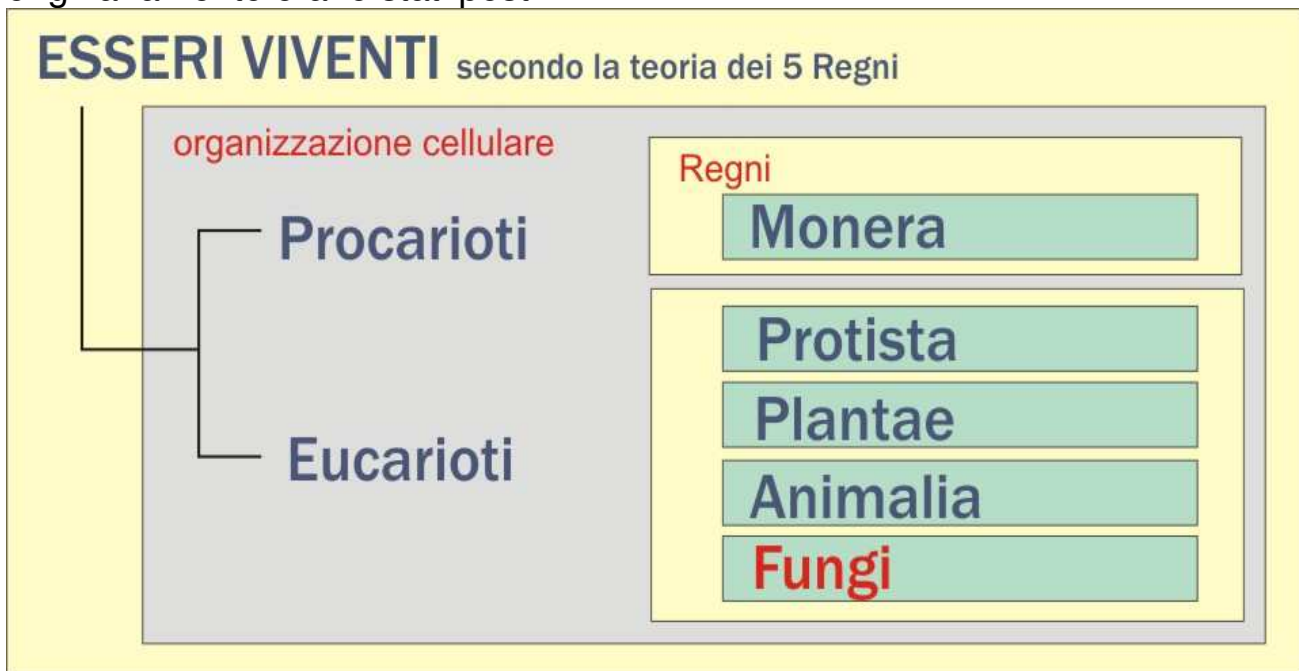 ESSERI VIVENTI secondo la teoria dei 5 Regni
organizzazione cellulare
Regni
Procarioti
Monera
Eucarioti
Protista
Plantae
Animalia
Fungi